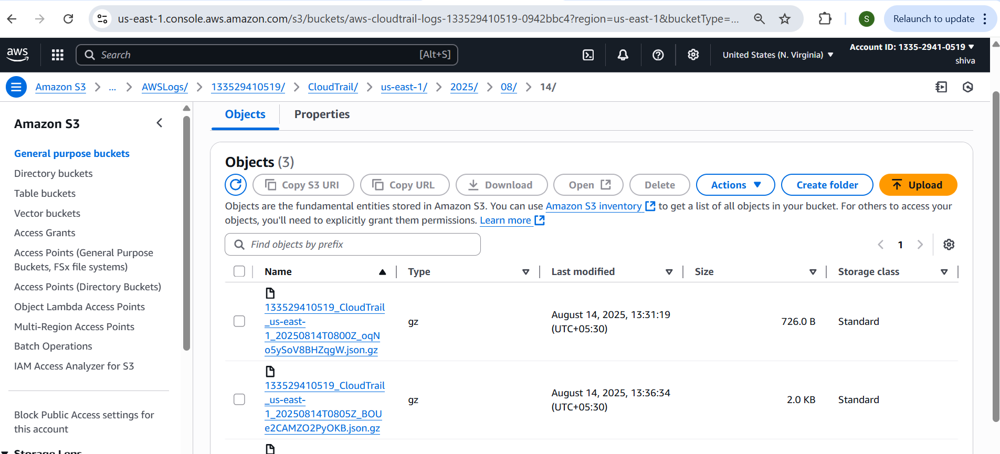 us-east-1.console.aws.amazon.com/s3/buckets/aws-cloudtrail-logs-133529410519-0942bbc4?region=us-east-1&bucketType=...
S
Relaunch to update
aws
Search
[Alt+S]
United States (N. Virginia)
Account ID: 1335-2941-0519
shiva
Amazon S3
...
AWSLogs/
133529410519/
CloudTrail/
us-east-1/
2025/
08/
14/
Amazon S3
General purpose buckets
Directory buckets
Table buckets
Vector buckets
Access Grants
Access Points (General Purpose
Buckets, FSx file systems)
Access Points (Directory Buckets)
Object Lambda Access Points
Multi-Region Access Points
Batch Operations
IAM Access Analyzer for S3
Block Public Access settings for
this account
Storage Lens
Objects
Properties
Objects (3)
Copy S3 URI
Copy URL
Download
Open
Delete
Actions
Create folder
Upload
Objects are the fundamental entities stored in Amazon S3. You can use Amazon S3 inventory to get a list of all objects in your bucket. For others to access your
objects, you'll need to explicitly grant them permissions. Learn more
Find objects by prefix
1
Name
Type
Last modified
Size
Storage class
133529410519_CloudTrail
_us-east-
1_20250814T0800Z_oqN
o5ySoV8BHZqgW.json.gz
gz
August 14, 2025, 13:31:19
(UTC+05:30)
726.0 B
Standard
133529410519_CloudTrail
_us-east-
1_20250814T0805Z_BOU
e2CAMZO2PyOKB.json.gz
gz
August 14, 2025, 13:36:34
(UTC+05:30)
2.0 KB
Standard